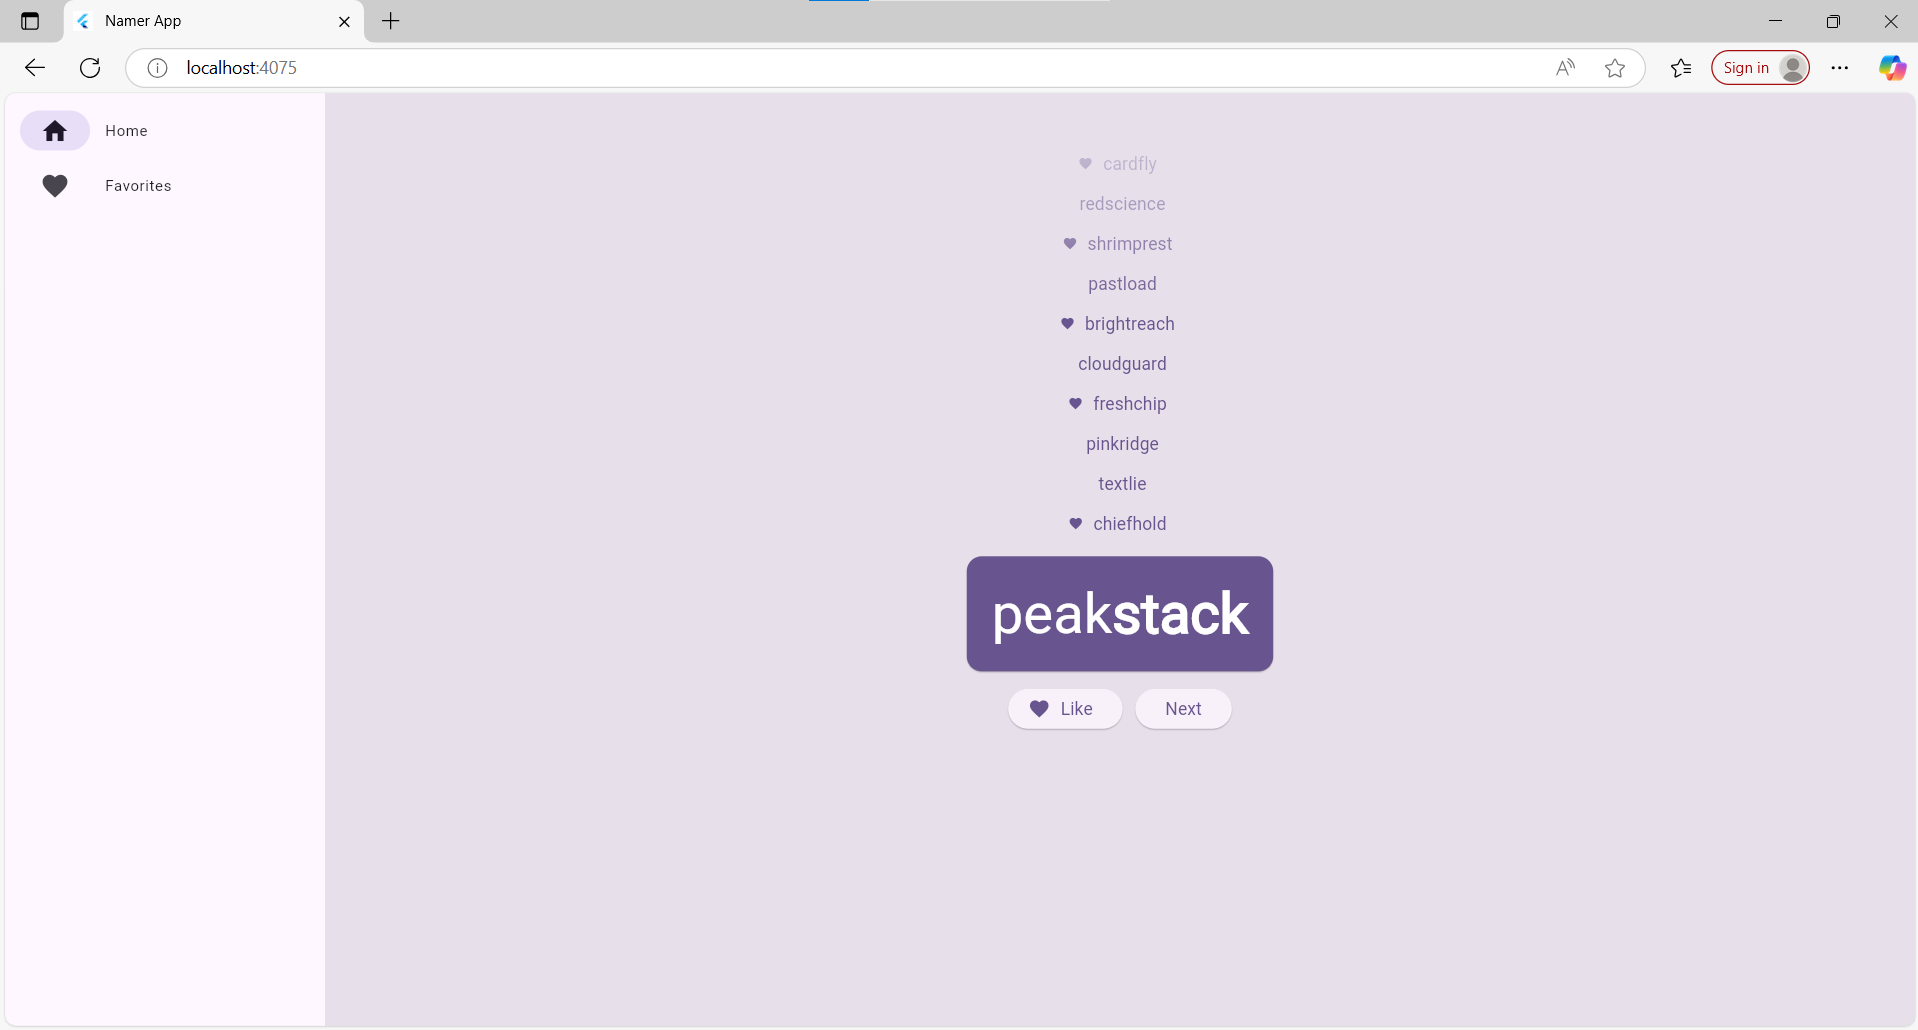 Namer App
localhost:4075
Sign in
Home
Favorites
cardfly
redscience
shrimprest
pastload
brightreach
cloudguard
freshchip
pinkridge
textlie
chiefhold
peakstack
Like
Next